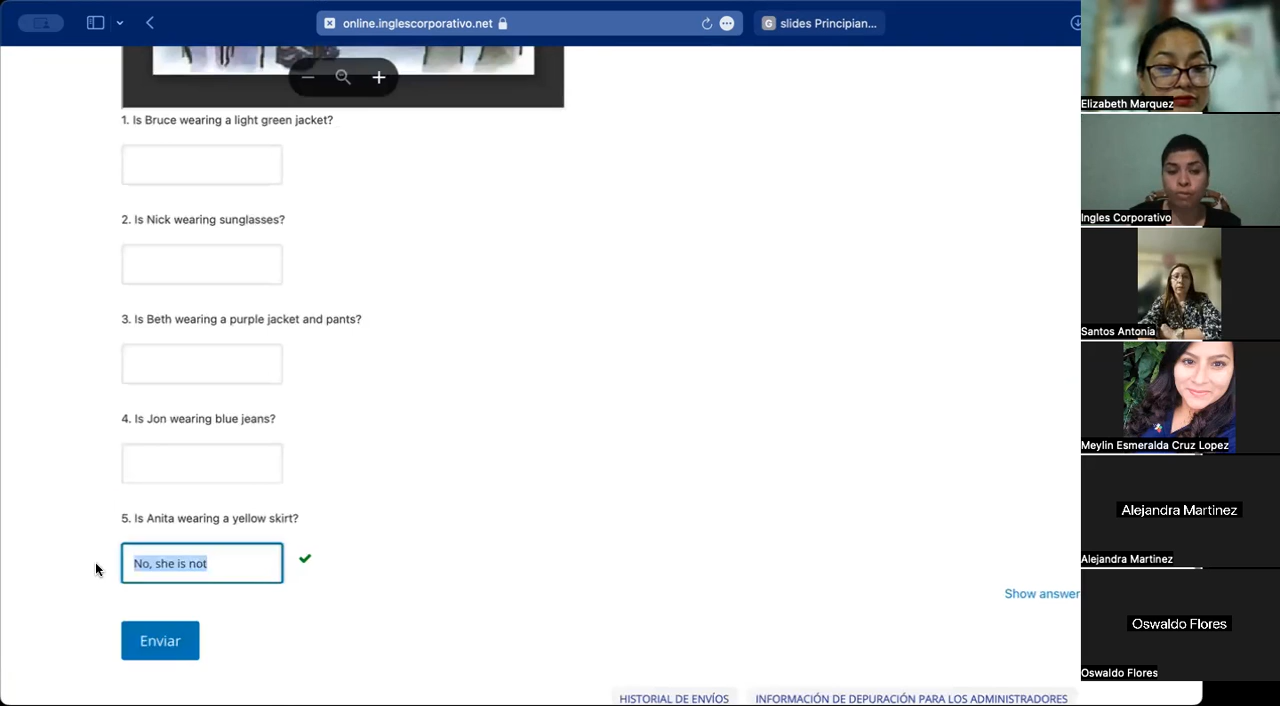 online.inglescorporativo.net
slides Principian...
1. Is Bruce wearing a light green jacket?
2. Is Nick wearing sunglasses?
3. Is Beth wearing a purple jacket and pants?
4. Is Jon wearing blue jeans?
5. Is Anita wearing a yellow skirt?
No, she is not
Show answer
Enviar
HISTORIAL DE ENVÍOS
INFORMACIÓN DE DEPURACIÓN PARA LOS ADMINISTRADORES
Elizabeth Marquez
Ingles Corporativo
Santos Antonia
Meylin Esmeralda Cruz Lopez
Alejandra Martinez
Alejandra Martinez
Oswaldo Flores
Oswaldo Flores